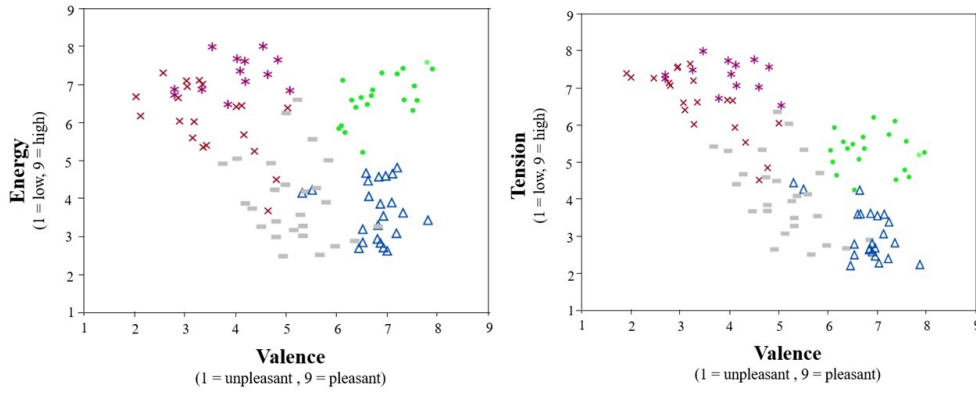 9
8
7
6
5
4
3
2
1
1 2 3 4 5 6 7 8 9
Energy
(1 = low, 9 = high)
Valence
(1 = unpleasant , 9 = pleasant)
9
8
7
6
5
4
3
2
1
1 2 3 4 5 6 7 8 9
Tension
(1 = low, 9 = high)
Valence
(1 = unpleasant , 9 = pleasant)